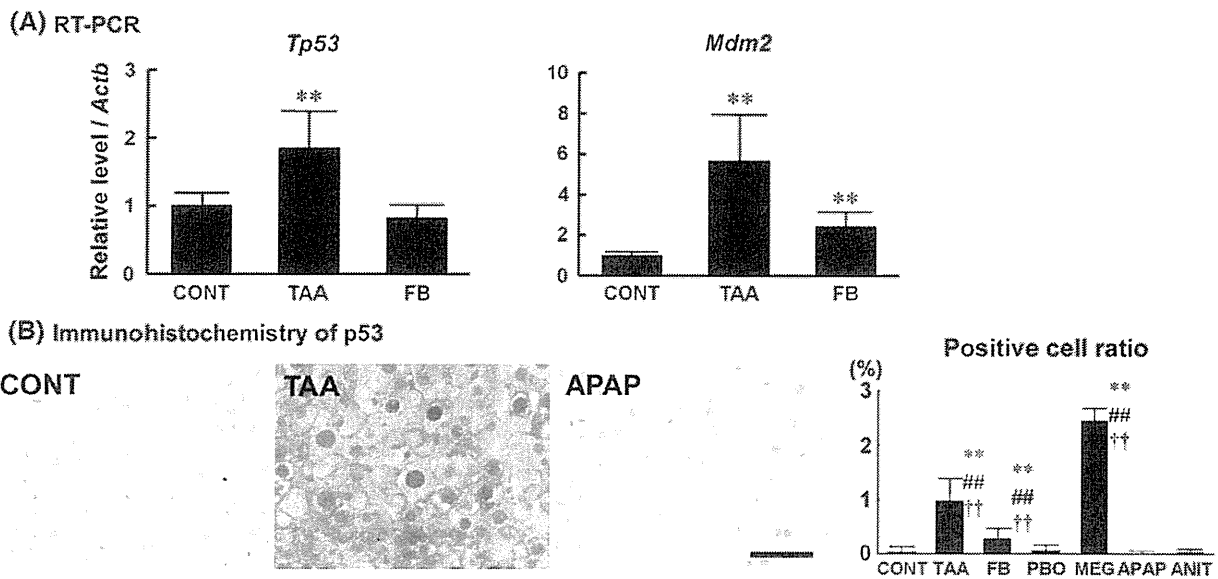 (A) RT-PCR
Tp53
Relative level / Actb
3
2
1
0
**
CONT TAA FB
Mdm2
10
8
6
4
2
0
**
**
CONT TAA FB
(B) Immunohistochemistry of p53
CONT
TAA
APAP
Positive cell ratio
(%)
3
2
1
0
**
##
††
**
##
††
**
##
††
CONT TAA FB PBO MEG APAP ANIT